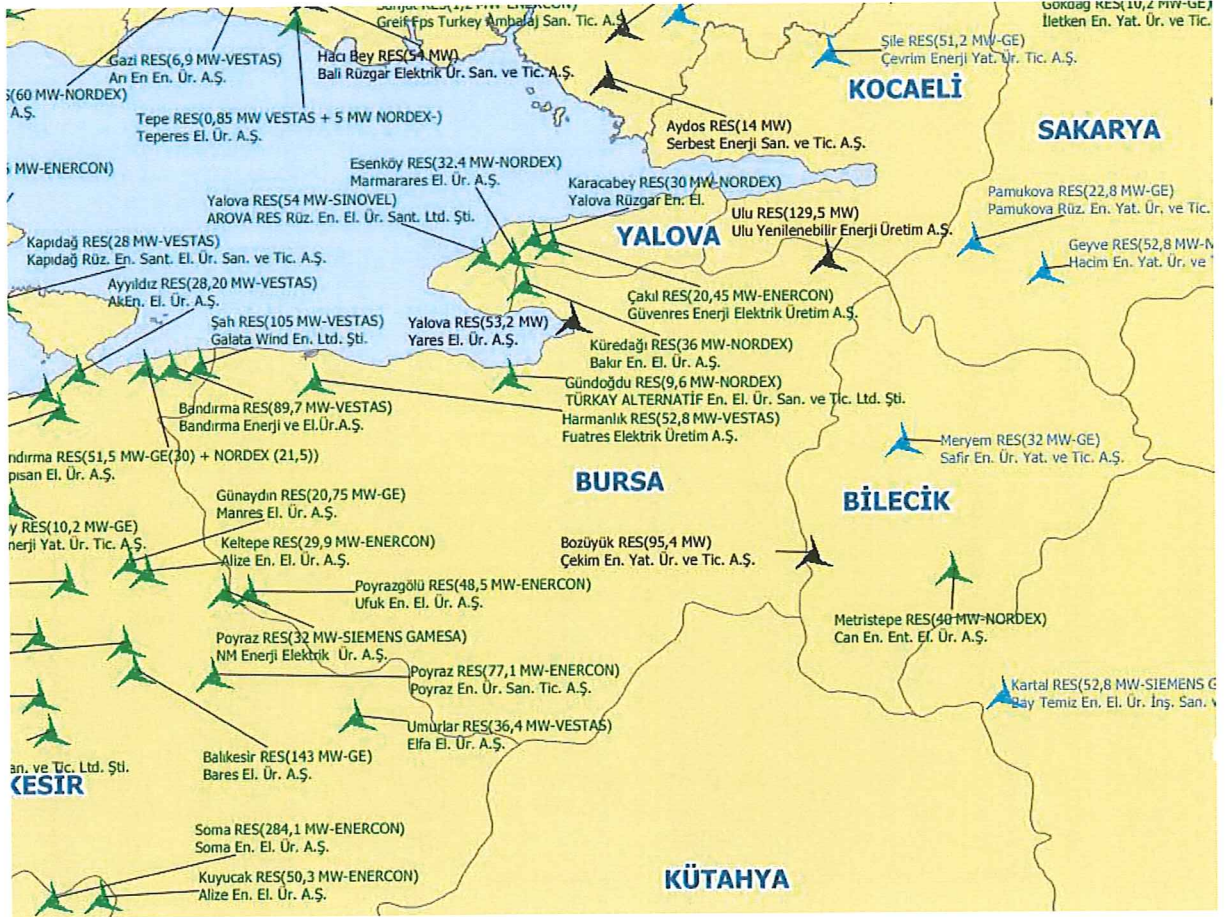 Greif Fps Turkey Ambalaj San. Tic. A.Ş.
Gökdağ RES(10,2 MW-GE)
İletken En. Yat. Ür. ve Tic.
Gazi RES(6,9 MW-VESTAS)
Arı En En. Ür. A.Ş.
Hacı Bey RES(54 MW)
Bali Rüzgar Elektrik Ür. San. ve Tic. A.Ş.
Şile RES(51,2 MW-GE)
Çevrim Enerji Yat. Ür. Tic. A.Ş.
KOCAELİ
(60 MW-NORDEX)
A.Ş.
Tepe RES(0,85 MW VESTAS + 5 MW NORDEX-)
Teperes El. Ür. A.Ş.
Aydos RES(14 MW)
Serbest Enerji San. ve Tic. A.Ş.
SAKARYA
MW-ENERCON)
Esenköy RES(32.4 MW-NORDEX)
Marmarares El. Ür. A.Ş.
Karacabey RES(30 MW-NORDEX)
Yalova Rüzgar En. El.
Yalova RES(54 MW-SINOVEL)
AROVA RES Rüz. En. El. Ür. Sant. Ltd. Şti.
Ulu RES(129,5 MW)
Ulu Yenilenebilir Enerji Üretim A.Ş.
Pamukova RES(22,8 MW-GE)
Pamukova Rüz. En. Yat. Ür. ve Tic.
YALOVA
Kapıdağ RES(28 MW-VESTAS)
Kapıdağ Rüz. En. Sant. El. Ür. San. ve Tic. A.Ş.
Geyve RES(52,8 MW-N
Hacim En. Yat. Ür. ve
Ayyıldız RES(28,20 MW-VESTAS)
AkEn. El. Ür. A.Ş.
Çakıl RES(20,45 MW-ENERCON)
Güvenres Enerji Elektrik Üretim A.Ş.
Şah RES(105 MW-VESTAS)
Galata Wind En. Ltd. Şti.
Yalova RES(53,2 MW)
Yares El. Ür. A.Ş.
Küredağı RES(36 MW-NORDEX)
Bakır En. El. Ür. A.Ş.
Gündoğdu RES(9,6 MW-NORDEX)
TÜRKAY ALTERNATİF En. El. Ür. San. ve Tic. Ltd. Şti.
Bandırma RES(89,7 MW-VESTAS)
Bandırma Enerji ve El.Ür.A.Ş.
Harmanlık RES(52,8 MW-VESTAS)
Fuatres Elektrik Üretim A.Ş.
Meryem RES(32 MW-GE)
Safir En. Ür. Yat. ve Tic. A.Ş.
ndırma RES(51,5 MW-GE(30) + NORDEX (21,5))
pısan El. Ür. A.Ş.
BURSA
BİLECİK
Günaydın RES(20,75 MW-GE)
Manres El. Ür. A.Ş.
y RES(10,2 MW-GE)
nerji Yat. Ür. Tic. A.Ş.
Keltepe RES(29,9 MW-ENERCON)
Alize En. El. Ür. A.Ş.
Bozüyük RES(95,4 MW)
Çekim En. Yat. Ür. ve Tic. A.Ş.
Poyrazgölü RES(48,5 MW-ENERCON)
Ufuk En. El. Ür. A.Ş.
Metristepe RES(40 MW-NORDEX)
Can En. Ent. El. Ür. A.Ş.
Poyraz RES(32 MW-SIEMENS GAMESA)
NM Enerji Elektrik Ür. A.Ş.
Poyraz RES(77,1 MW-ENERCON)
Poyraz En. Ür. San. Tic. A.Ş.
Kartal RES(52,8 MW-SIEMENS G
Bay Temiz En. El. Ür. İnş. San. v
Umurlar RES(36,4 MW-VESTAS)
Elfa El. Ür. A.Ş.
Balıkesir RES(143 MW-GE)
Bares El. Ür. A.Ş.
an. ve Tic. Ltd. Şti.
KESİR
Soma RES(284,1 MW-ENERCON)
Soma En. El. Ür. A.Ş.
Kuyucak RES(50,3 MW-ENERCON)
Alize En. El. Ür. A.Ş.
KÜTAHYA